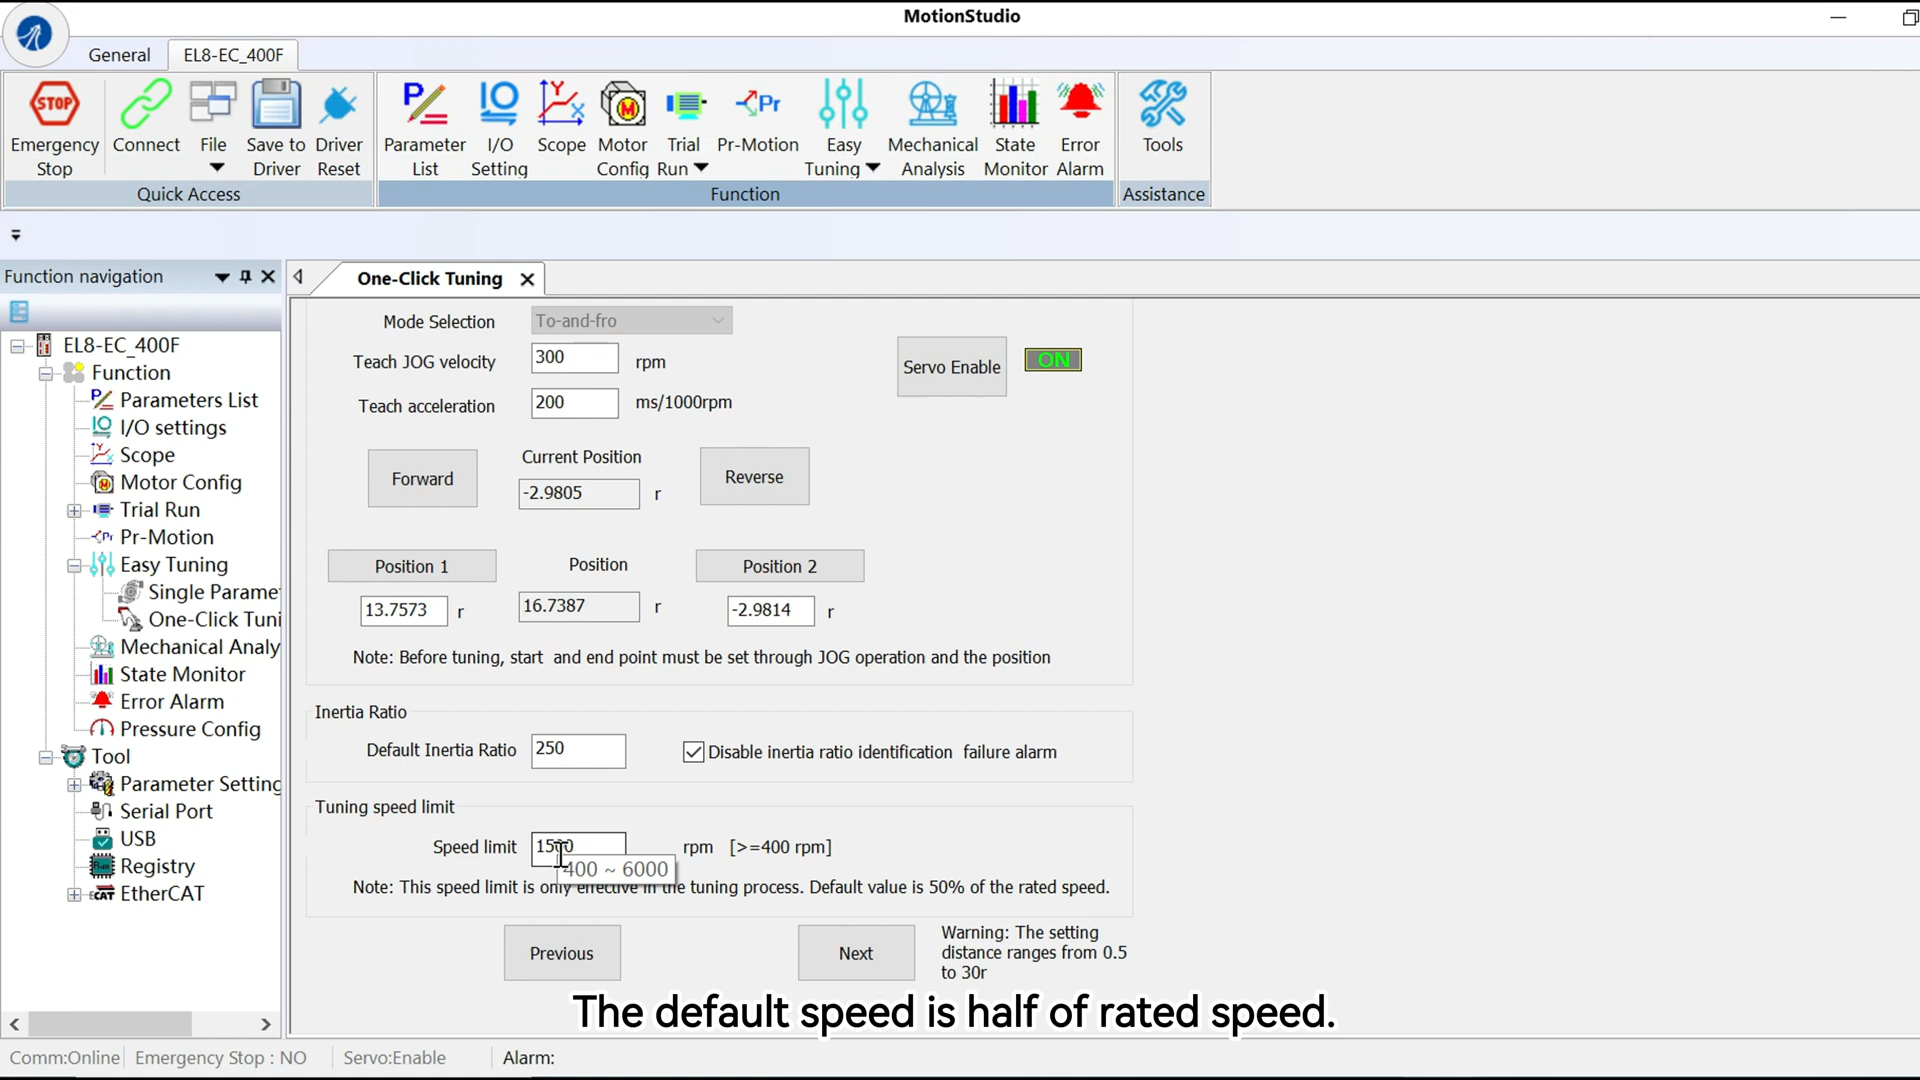 MotionStudio
General
EL8-EC_400F
Emergency Stop
Connect
File
Save to Driver
Driver Reset
Parameter List
I/O Setting
Scope
Motor Config
Trial Run
Pr-Motion
Easy Tuning
Mechanical Analysis
State Monitor
Error Alarm
Tools
Quick Access
Function
Assistance
Function navigation
EL8-EC_400F
Function
Parameters List
I/O settings
Scope
Motor Config
Trial Run
Pr-Motion
Easy Tuning
Single Parame
One-Click Tuni
Mechanical Analy
State Monitor
Error Alarm
Pressure Config
Tool
Parameter Setting
Serial Port
USB
Registry
EtherCAT
One-Click Tuning
Mode Selection To-and-fro
Teach JOG velocity 300 rpm
Servo Enable ON
Teach acceleration 200 ms/1000rpm
Forward
Current Position
-2.9805 r
Reverse
Position 1
Position
Position 2
13.7573 r
16.7387 r
-2.9814 r
Note: Before tuning, start and end point must be set through JOG operation and the position
Inertia Ratio
Default Inertia Ratio 250
Disable inertia ratio identification failure alarm
Tuning speed limit
Speed limit 1500 rpm [>=400 rpm]
400 ~ 6000
Note: This speed limit is only effective in the tuning process. Default value is 50% of the rated speed.
Previous
Next
Warning: The setting
distance ranges from 0.5
to 30r
The default speed is half of rated speed.
Comm:Online
Emergency Stop : NO
Servo:Enable
Alarm: